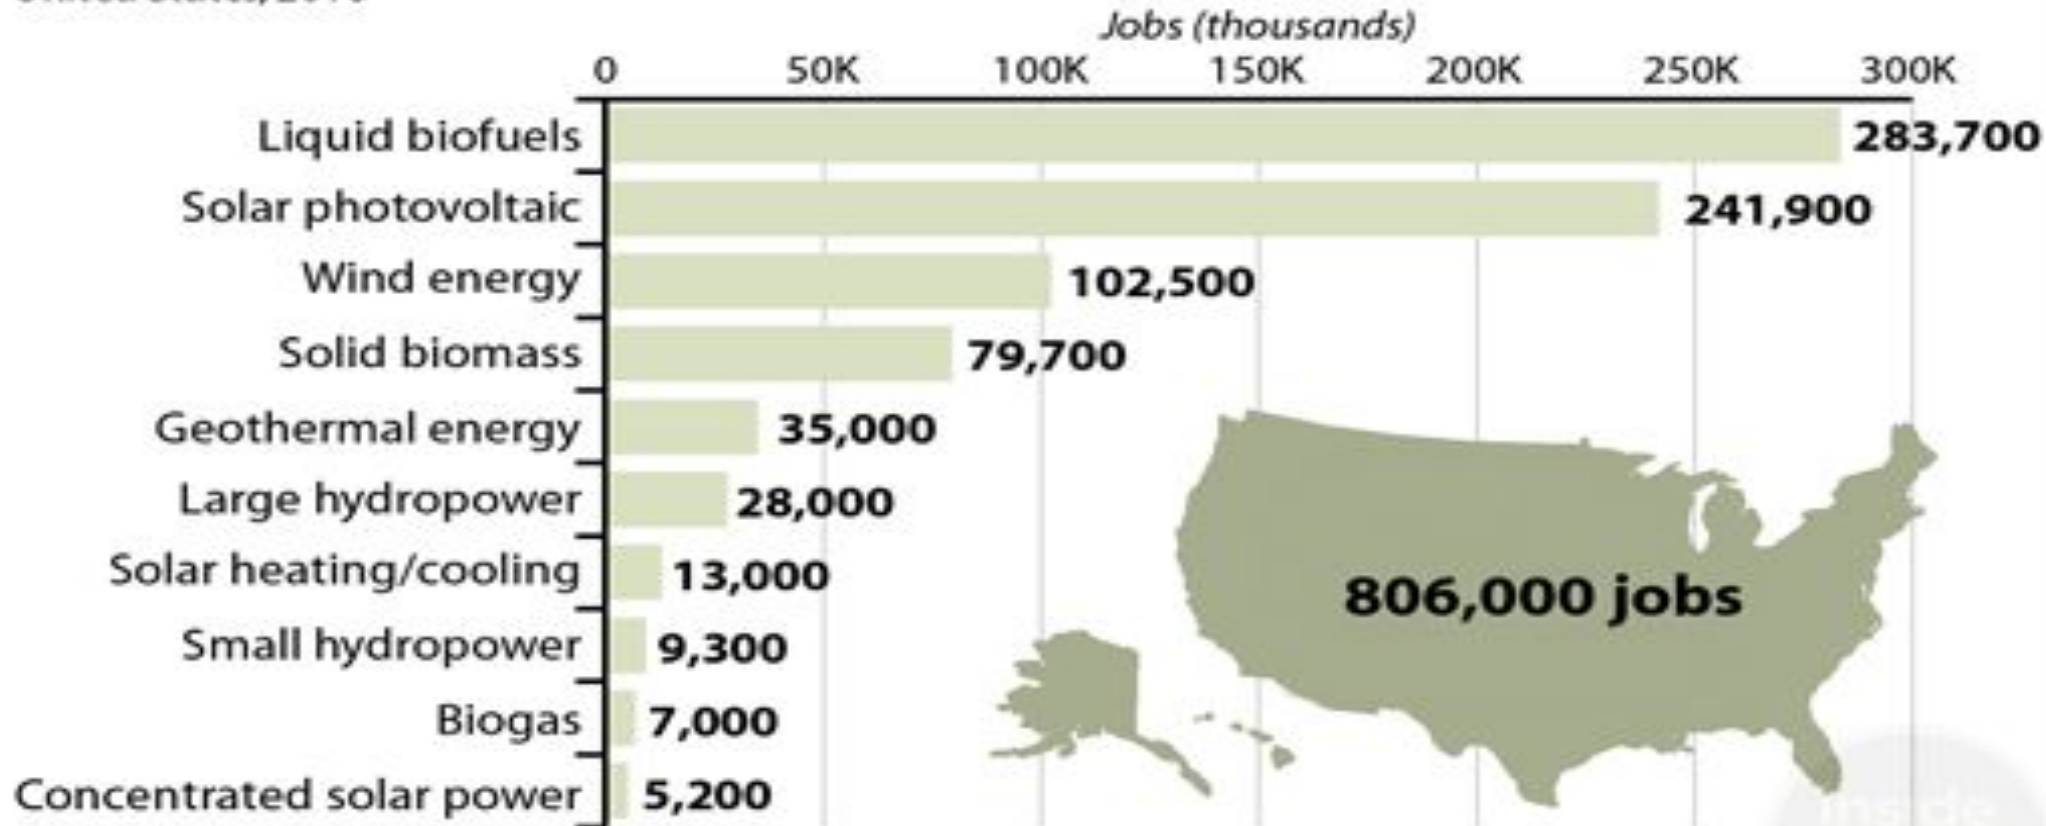 Jobs (thousands)
0 50K 100K 150K 200K 250K 300K
Liquid biofuels 283,700
Solar photovoltaic 241,900
Wind energy 102,500
Solid biomass 79,700
Geothermal energy 35,000
Large hydropower 28,000
Solar heating/cooling 13,000
806,000 jobs
Small hydropower 9,300
Biogas 7,000
Concentrated solar power 5,200
inside